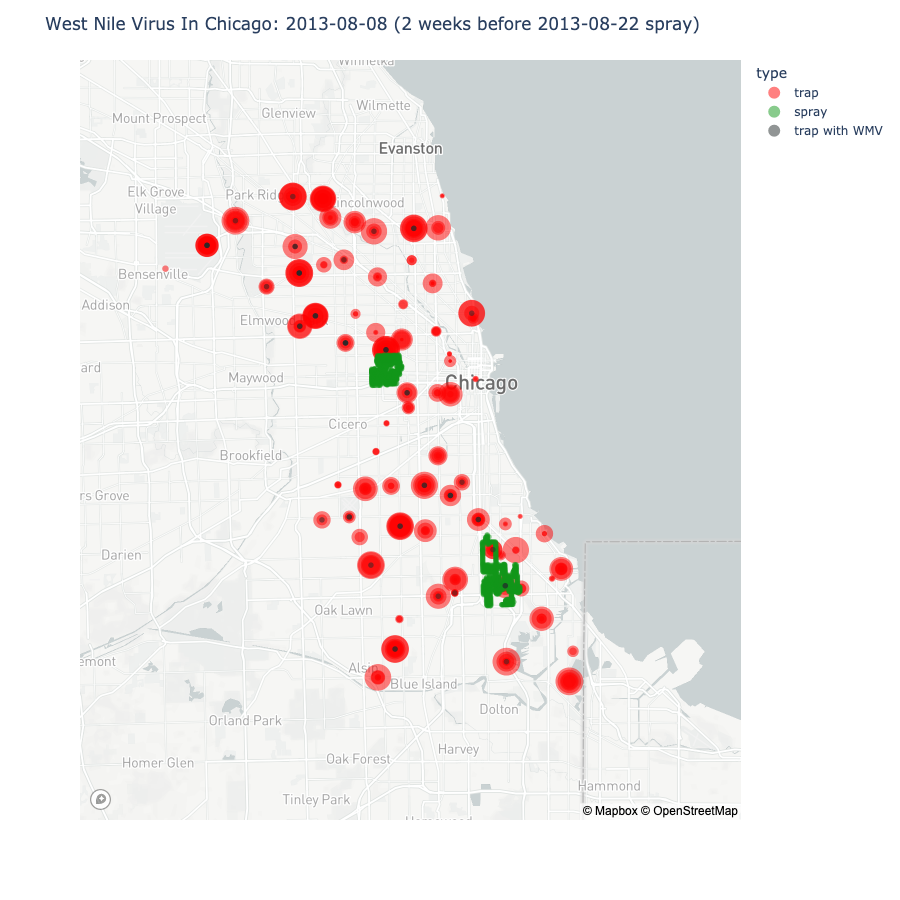 West Nile Virus In Chicago: 2013-08-08 (2 weeks before 2013-08-22 spray)
type
trap
spray
trap with WMV
Winnetka
Wilmette
Glenview
Mount Prospect
Evanston
Elk Grove
Village
Park Rid
incolnwood
Bensenville
Addison
Elmwoo
ard
Maywood
Chicago
Cicero
Brookfield
rs Grove
Darien
Oak Lawn
emont
Alsip
Blue Island
Dolton
Orland Park
Harvey
Oak Forest
Homer Glen
Hammond
Tinley Park
© Mapbox © OpenStreetMap